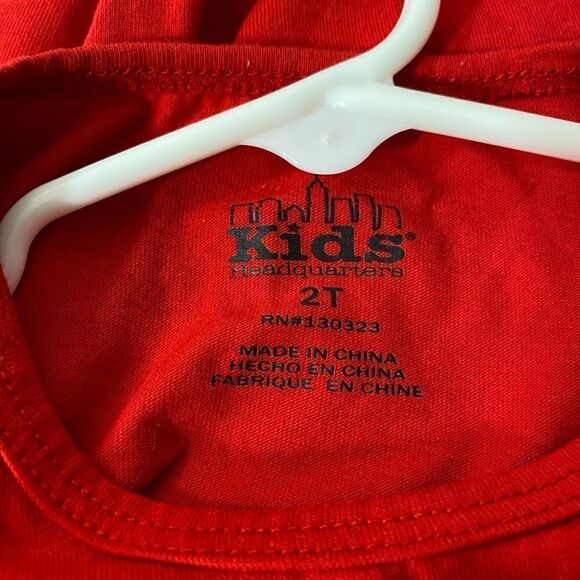 Kids®
Headquarters
2T
RN#130323
MADE IN CHINA
HECHO EN CHINA
FABRIQUE EN CHINE